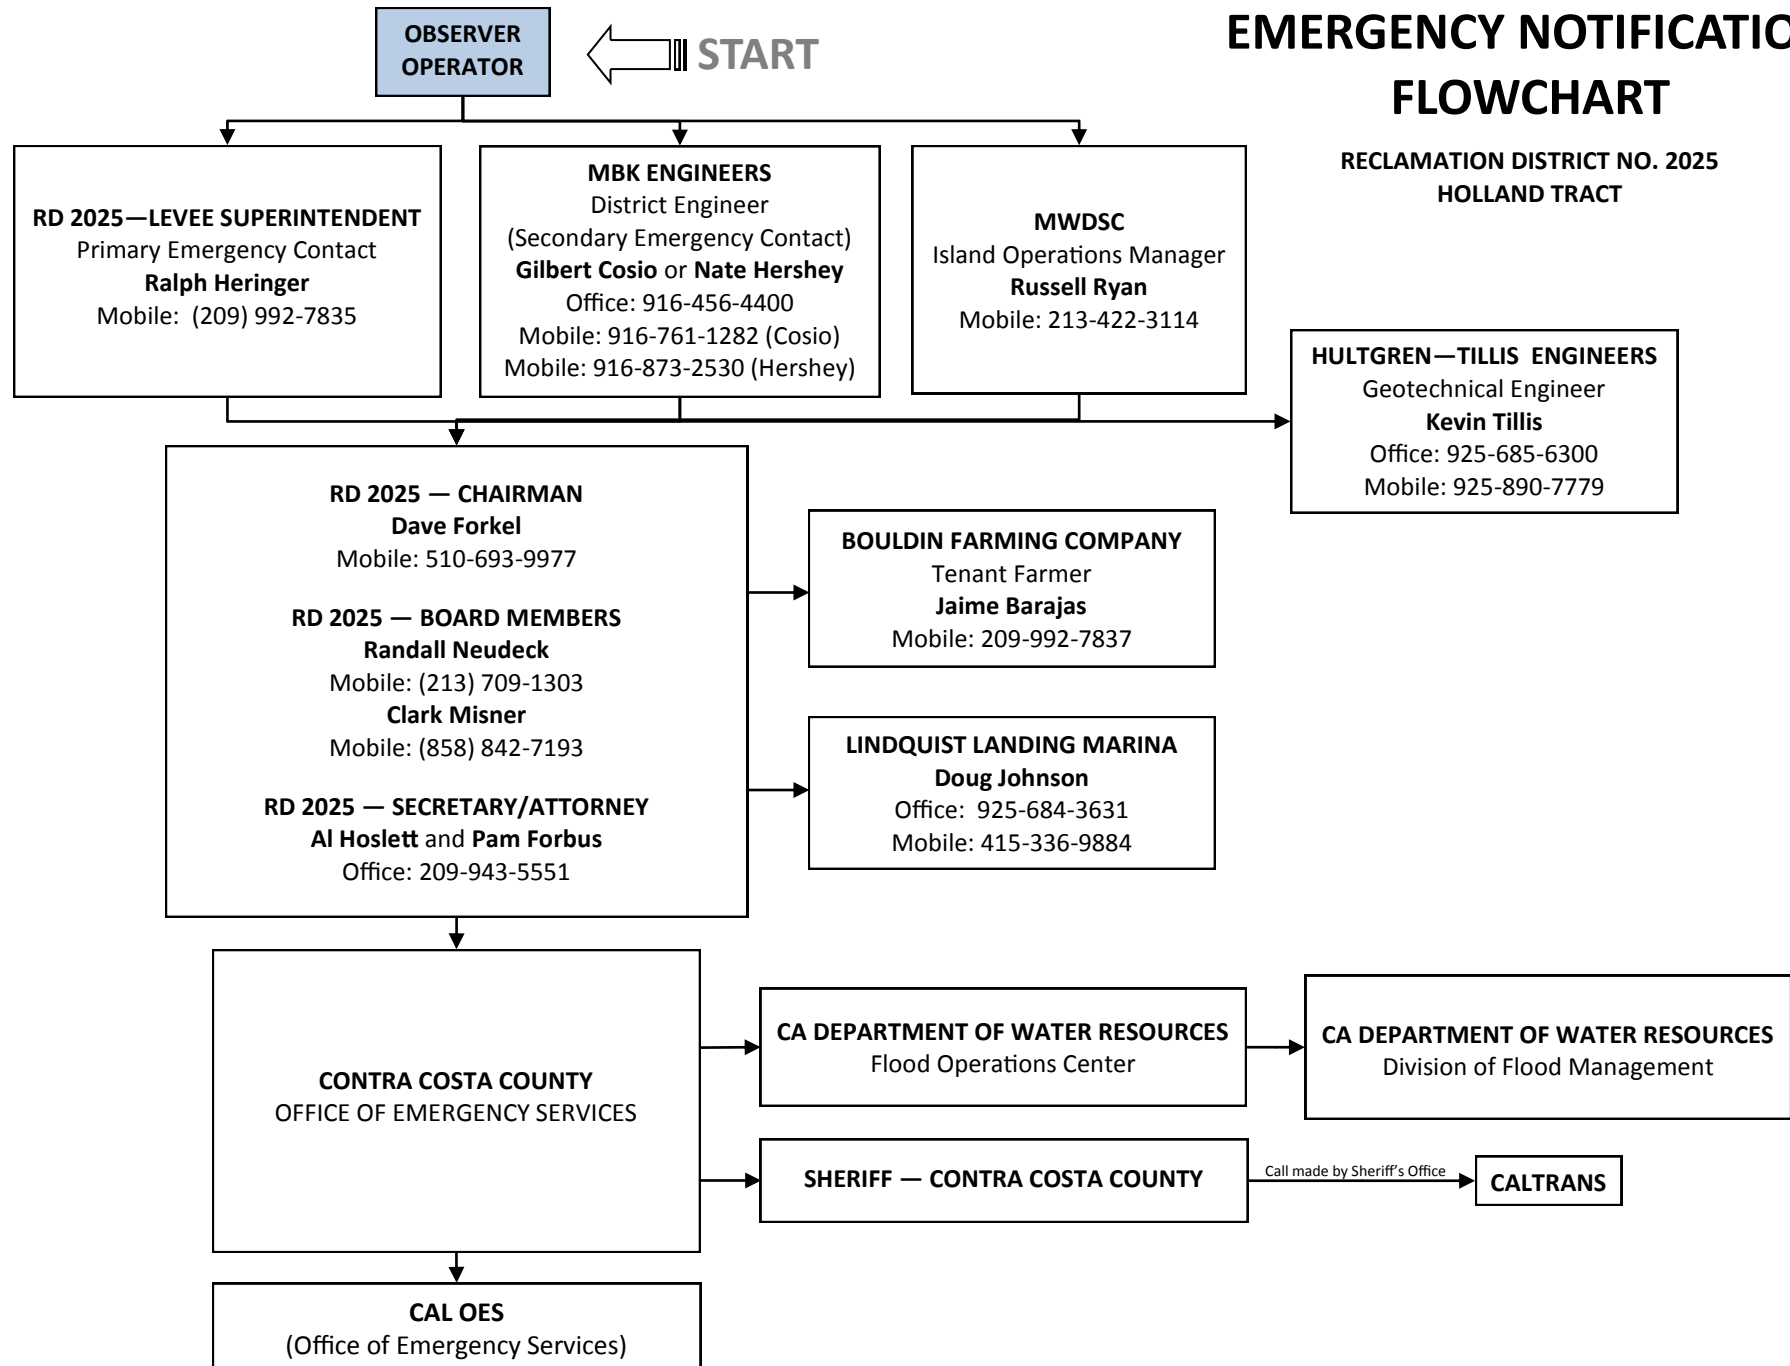 OBSERVER
OPERATOR
START
EMERGENCY NOTIFICATIO
FLOWCHART
RECLAMATION DISTRICT NO. 2025
HOLLAND TRACT
RD 2025—LEVEE SUPERINTENDENT
Primary Emergency Contact
Ralph Heringer
Mobile: (209) 992-7835
MBK ENGINEERS
District Engineer
(Secondary Emergency Contact)
Gilbert Cosio or Nate Hershey
Office: 916-456-4400
Mobile: 916-761-1282 (Cosio)
Mobile: 916-873-2530 (Hershey)
MWDSC
Island Operations Manager
Russell Ryan
Mobile: 213-422-3114
HULTGREN—TILLIS ENGINEERS
Geotechnical Engineer
Kevin Tillis
Office: 925-685-6300
Mobile: 925-890-7779
RD 2025 — CHAIRMAN
Dave Forkel
Mobile: 510-693-9977
RD 2025 — BOARD MEMBERS
Randall Neudeck
Mobile: (213) 709-1303
Clark Misner
Mobile: (858) 842-7193
RD 2025 — SECRETARY/ATTORNEY
Al Hoslett and Pam Forbus
Office: 209-943-5551
BOULDIN FARMING COMPANY
Tenant Farmer
Jaime Barajas
Mobile: 209-992-7837
LINDQUIST LANDING MARINA
Doug Johnson
Office: 925-684-3631
Mobile: 415-336-9884
CONTRA COSTA COUNTY
OFFICE OF EMERGENCY SERVICES
CA DEPARTMENT OF WATER RESOURCES
Flood Operations Center
CA DEPARTMENT OF WATER RESOURCES
Division of Flood Management
SHERIFF — CONTRA COSTA COUNTY
Call made by Sheriff's Office
CALTRANS
CAL OES
(Office of Emergency Services)